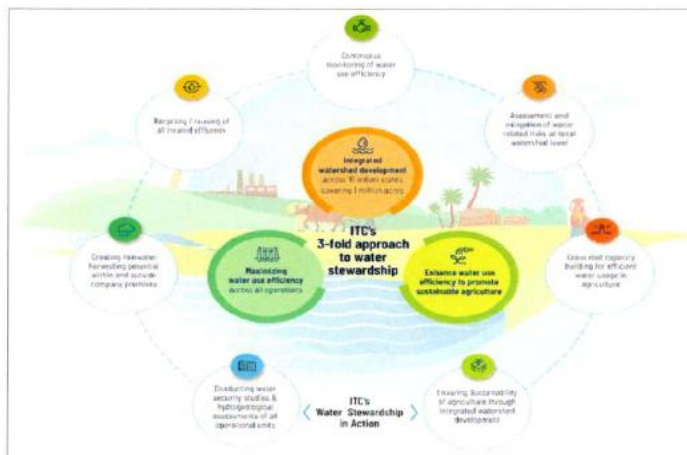 Continuous
monitoring of water
use efficiency
Recycling / reusing of
all treated effluents
Assessment and
mitigation of water
related risks at local
watershed level
Integrated
watershed development
across 16 Indian states
covering 1 million acres
ITC's
3-fold approach
to water
stewardship
Creating rainwater
harvesting potential
within and outside
company premises
Maximizing
water use efficiency
across all operations
Enhance water use
efficiency to promote
sustainable agriculture
Grass root capacity
building for efficient
water usage in
agriculture
Conducting water
security studies &
hydrogeological
assessments of all
operational units
ITC's
Water Stewardship
in Action
Ensuring Sustainability
of agriculture through
integrated watershed
development